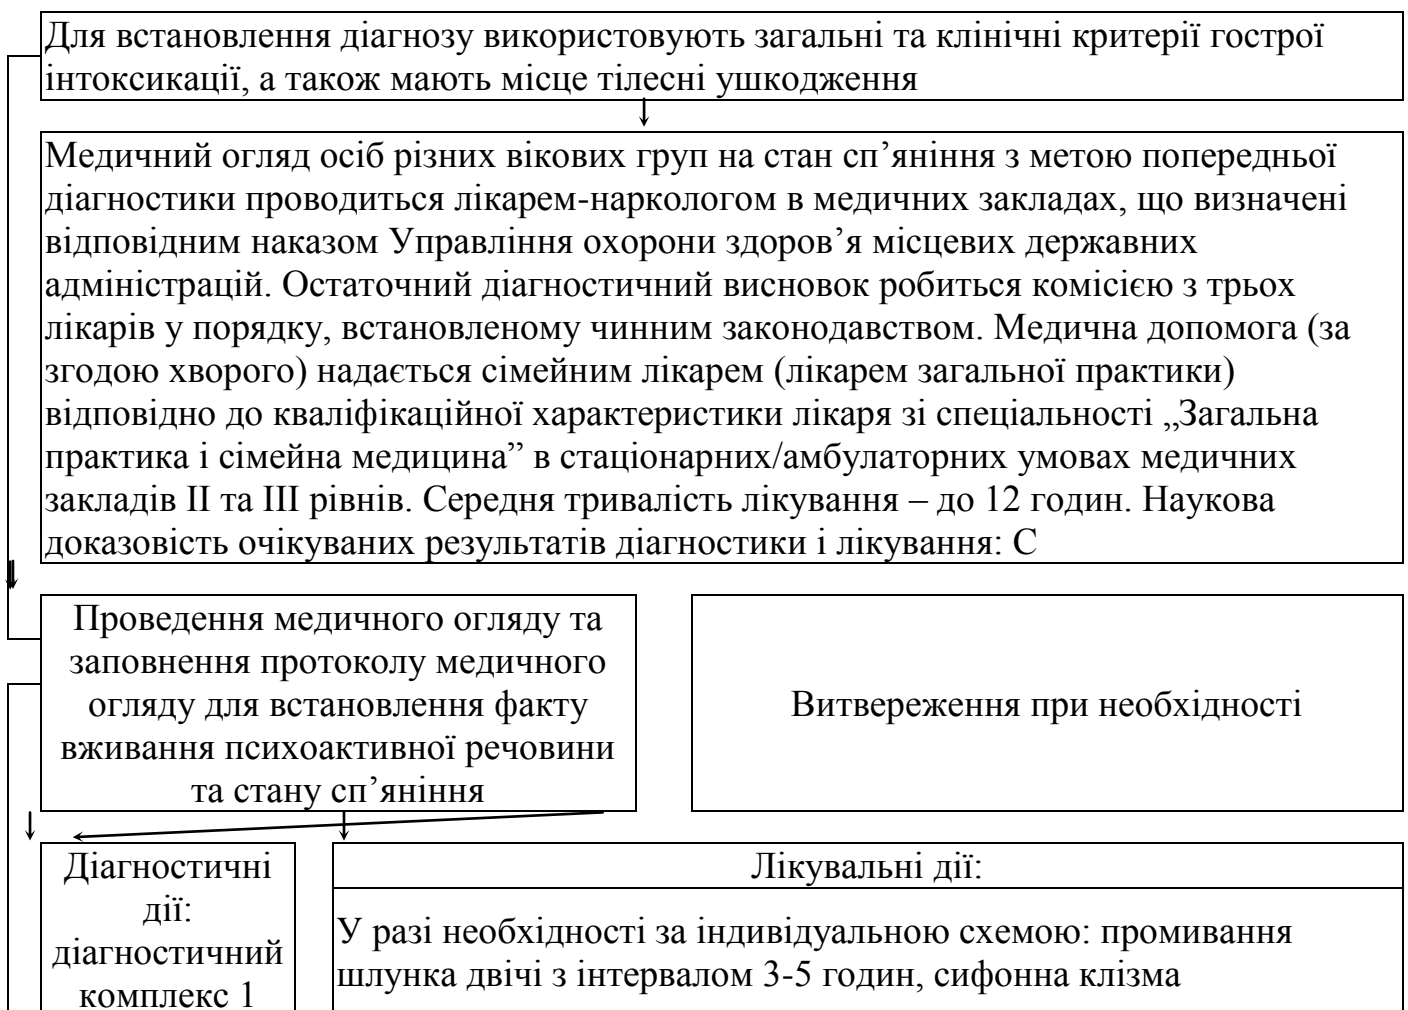 Для встановлення діагнозу використовують загальні та клінічні критерії гострої
інтоксикації, а також мають місце тілесні ушкодження
Медичний огляд осіб різних вікових груп на стан сп’яніння з метою попередньої
діагностики проводиться лікарем-наркологом в медичних закладах, що визначені
відповідним наказом Управління охорони здоров’я місцевих державних
адміністрацій. Остаточний діагностичний висновок робиться комісією з трьох
лікарів у порядку, встановленому чинним законодавством. Медична допомога (за
згодою хворого) надається сімейним лікарем (лікарем загальної практики)
відповідно до кваліфікаційної характеристики лікаря зі спеціальності „Загальна
практика і сімейна медицина” в стаціонарних/амбулаторних умовах медичних
закладів ІІ та ІІІ рівнів. Середня тривалість лікування – до 12 годин. Наукова
доказовість очікуваних результатів діагностики і лікування: С
Проведення медичного огляду та
заповнення протоколу медичного
огляду для встановлення факту
вживання психоактивної речовини
та стану сп’яніння
Витвереження при необхідності
Діагностичні
дії:
діагностичний
комплекс 1
Лікувальні дії:
У разі необхідності за індивідуальною схемою: промивання
шлунка двічі з інтервалом 3-5 годин, сифонна клізма